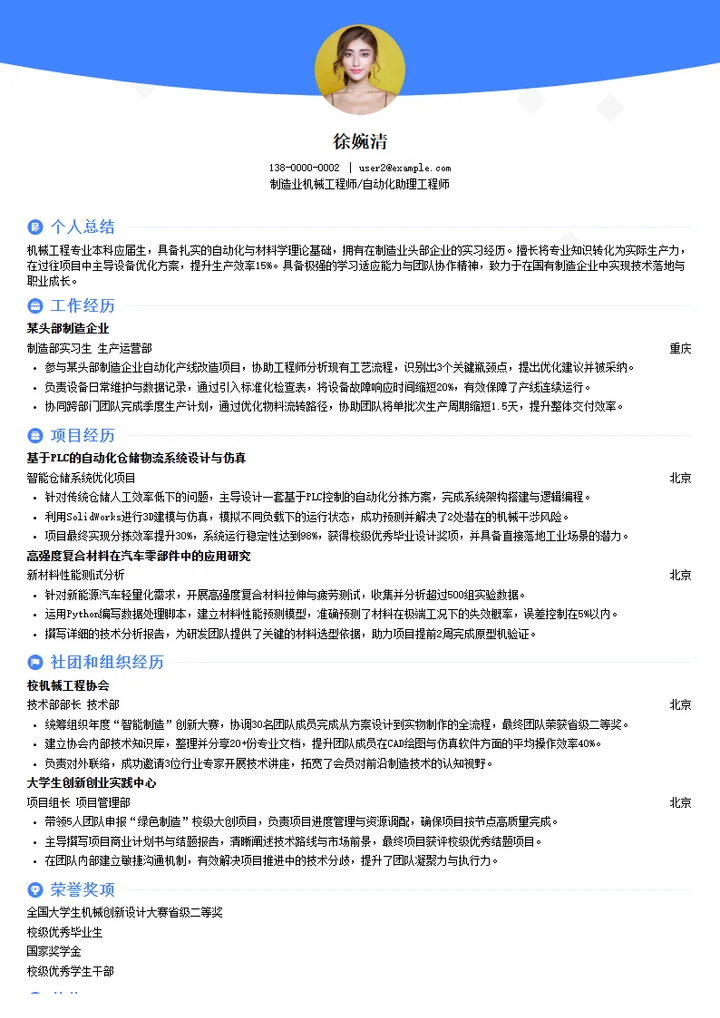 徐婉清
138-0000-0002 | user2@example.com
制造业机械工程师/自动化助理工程师
个人总结
机械工程专业本科应届生，具备扎实的自动化与材料学理论基础，拥有在制造业头部企业的实习经历。擅长将专业知识转化为实际生产力，
在过往项目中主导设备优化方案，提升生产效率15%。具备极强的学习适应能力与团队协作精神，致力于在国有制造企业中实现技术落地与
职业成长。
工作经历
某头部制造企业
制造部实习生 生产运营部 重庆
• 参与某头部制造企业自动化产线改造项目，协助工程师分析现有工艺流程，识别出3个关键瓶颈点，提出优化建议并被采纳。
• 负责设备日常维护与数据记录，通过引入标准化检查表，将设备故障响应时间缩短20%，有效保障了产线连续运行。
• 协同跨部门团队完成季度生产计划，通过优化物料流转路径，协助团队将单批次生产周期缩短1.5天，提升整体交付效率。
项目经历
基于PLC的自动化仓储物流系统设计与仿真
智能仓储系统优化项目 北京
• 针对传统仓储人工效率低下的问题，主导设计一套基于PLC控制的自动化分拣方案，完成系统架构搭建与逻辑编程。
• 利用SolidWorks进行3D建模与仿真，模拟不同负载下的运行状态，成功预测并解决了2处潜在的机械干涉风险。
• 项目最终实现分拣效率提升30%，系统运行稳定性达到98%，获得校级优秀毕业设计奖项，并具备直接落地工业场景的潜力。
高强度复合材料在汽车零部件中的应用研究
新材料性能测试分析 北京
• 针对新能源汽车轻量化需求，开展高强度复合材料拉伸与疲劳测试，收集并分析超过500组实验数据。
• 运用Python编写数据处理脚本，建立材料性能预测模型，准确预测了材料在极端工况下的失效概率，误差控制在5%以内。
• 撰写详细的技术分析报告，为研发团队提供了关键的材料选型依据，助力项目提前2周完成原型机验证。
社团和组织经历
校机械工程协会
技术部部长 技术部 北京
• 统筹组织年度“智能制造”创新大赛，协调30名团队成员完成从方案设计到实物制作的全流程，最终团队荣获省级二等奖。
• 建立协会内部技术知识库，整理并分享20+份专业文档，提升团队成员在CAD绘图与仿真软件方面的平均操作效率40%。
• 负责对外联络，成功邀请3位行业专家开展技术讲座，拓宽了会员对前沿制造技术的认知视野。
大学生创新创业实践中心
项目组长 项目管理部 北京
• 带领5人团队申报“绿色制造”校级大创项目，负责项目进度管理与资源调配，确保项目按节点高质量完成。
• 主导撰写项目商业计划书与结题报告，清晰阐述技术路线与市场前景，最终项目获评校级优秀结题项目。
• 在团队内部建立敏捷沟通机制，有效解决项目推进中的技术分歧，提升了团队凝聚力与执行力。
荣誉奖项
全国大学生机械创新设计大赛省级二等奖
校级优秀毕业生
国家奖学金
校级优秀学生干部